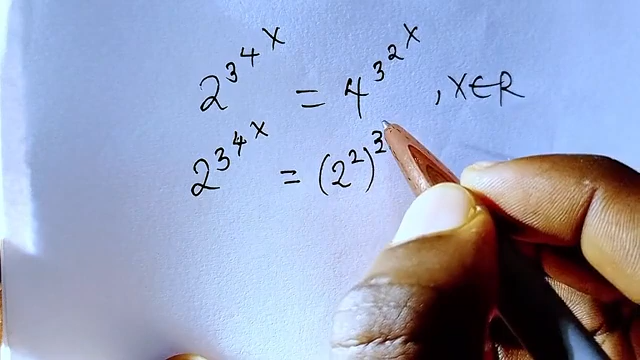 2^{3^{4^x}} = 4^{3^{2^x}}, x∈R
2^{3^{4^x}} = (2^2)^3